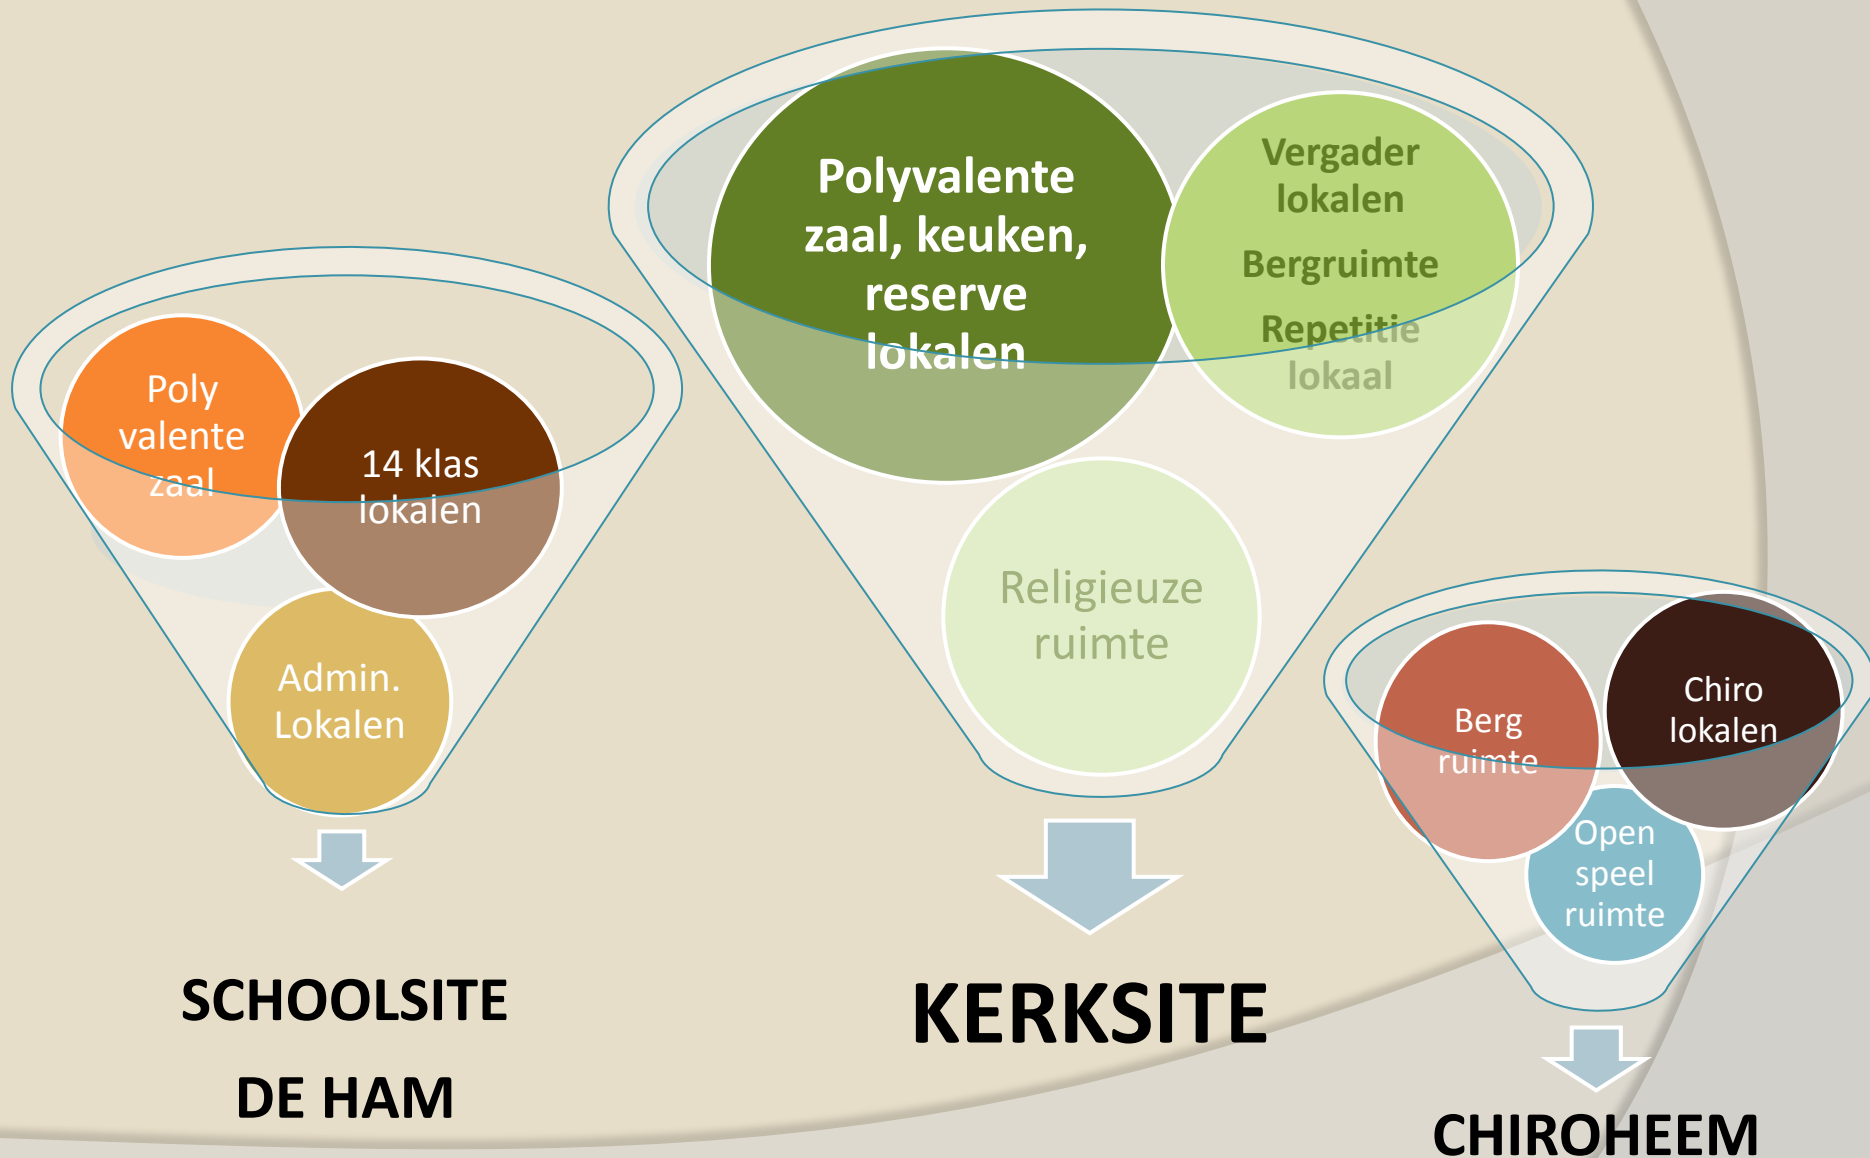 Poly
valente
zaal
14 klas
lokalen
Admin.
Lokalen
SCHOOLSITE
DE HAM
Polyvalente
zaal, keuken,
reserve
lokalen
Vergader
lokalen
Bergruimte
Repetitie
lokaal
Religieuze
ruimte
KERKSITE
Berg
ruimte
Chiro
lokalen
Open
speel
ruimte
CHIROHEEM